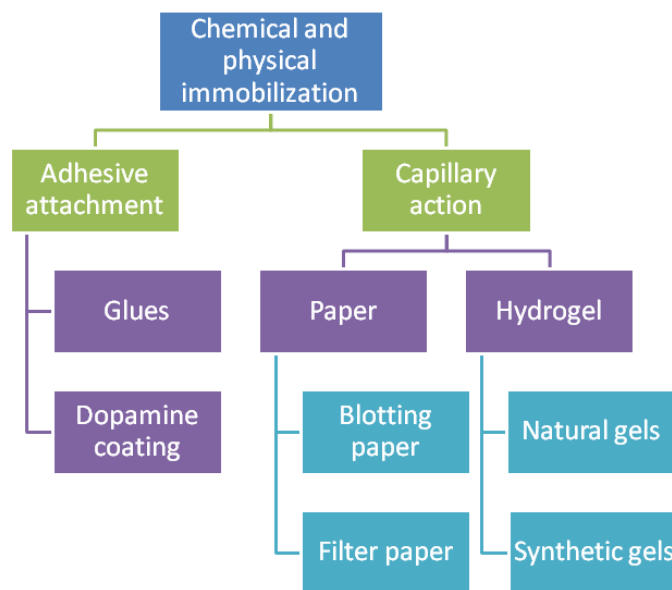 Chemical and
physical
immobilization
Adhesive
attachment
Capillary
action
Glues
Paper
Hydrogel
Dopamine
coating
Blotting
paper
Natural gels
Filter paper
Synthetic gels